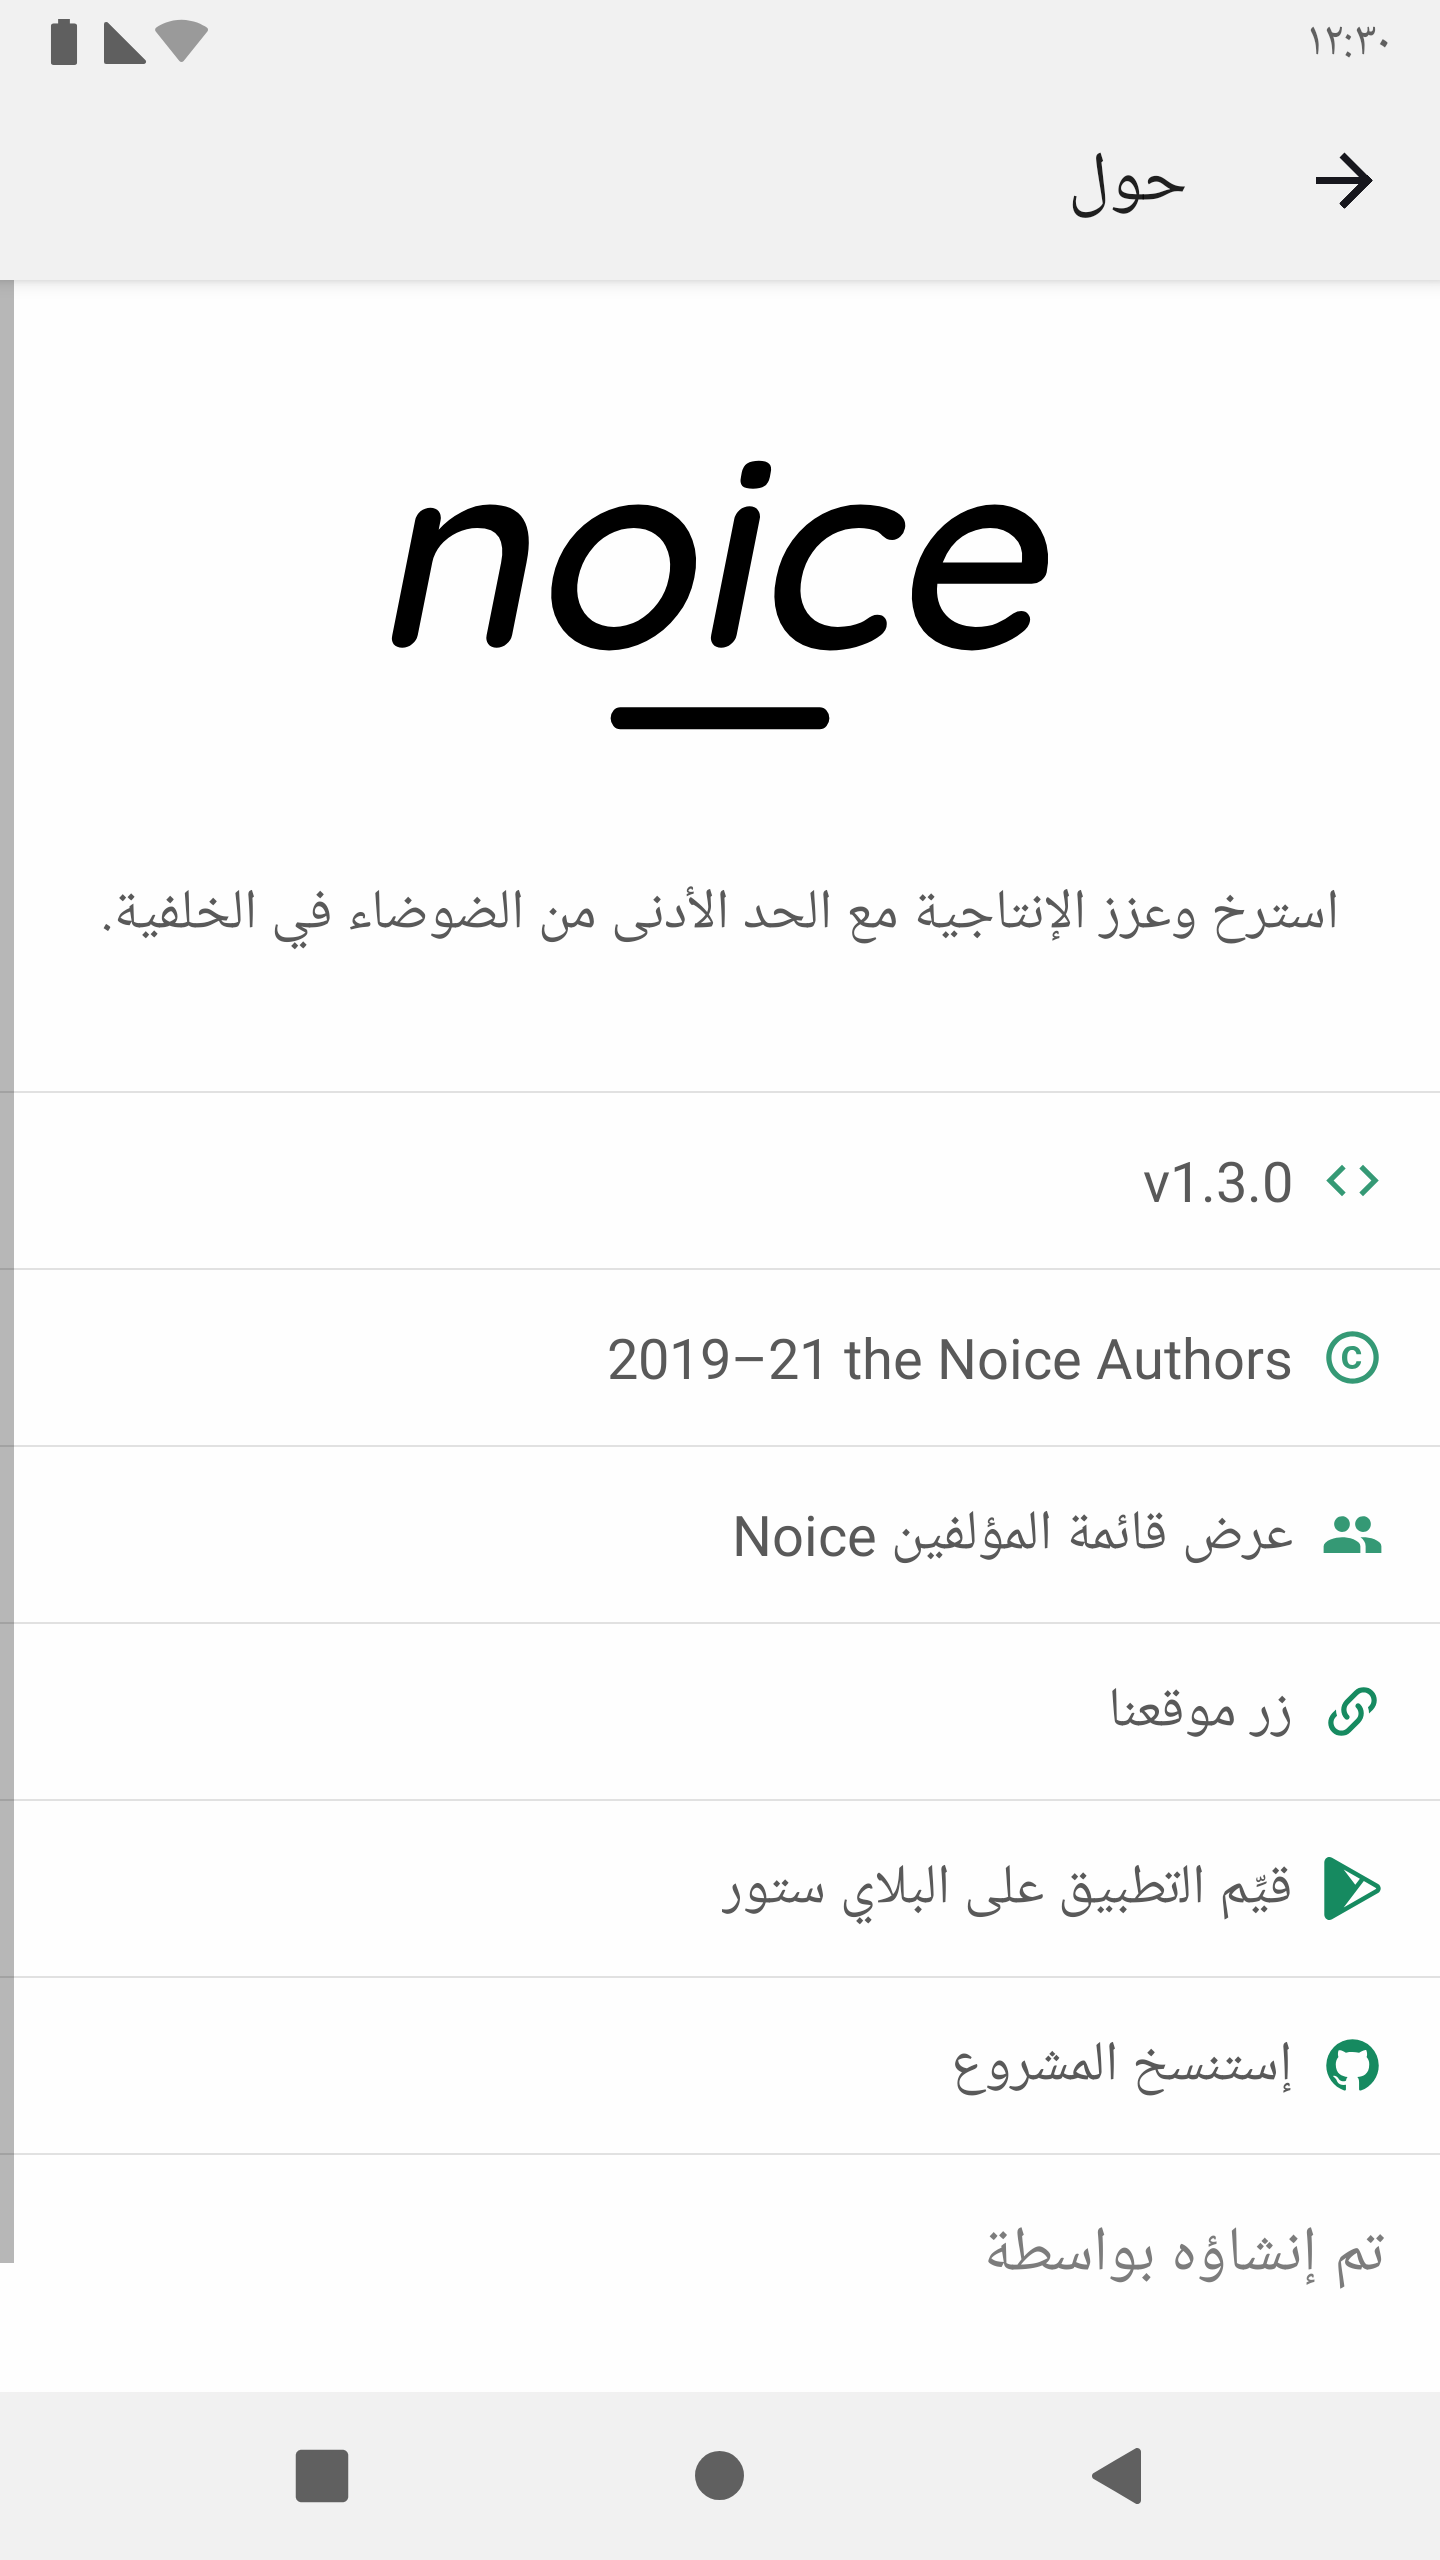 ١٢:٣٠
حول
noice
استرخ وعزز الإنتاجية مع الحد الأدنى من الضوضاء في الخلفية.
v1.3.0
2019–21 the Noice Authors
عرض قائمة المؤلفين Noice
زر موقعنا
قيِّم التطبيق على البلاي ستور
إستنسخ المشروع
تم إنشاؤه بواسطة